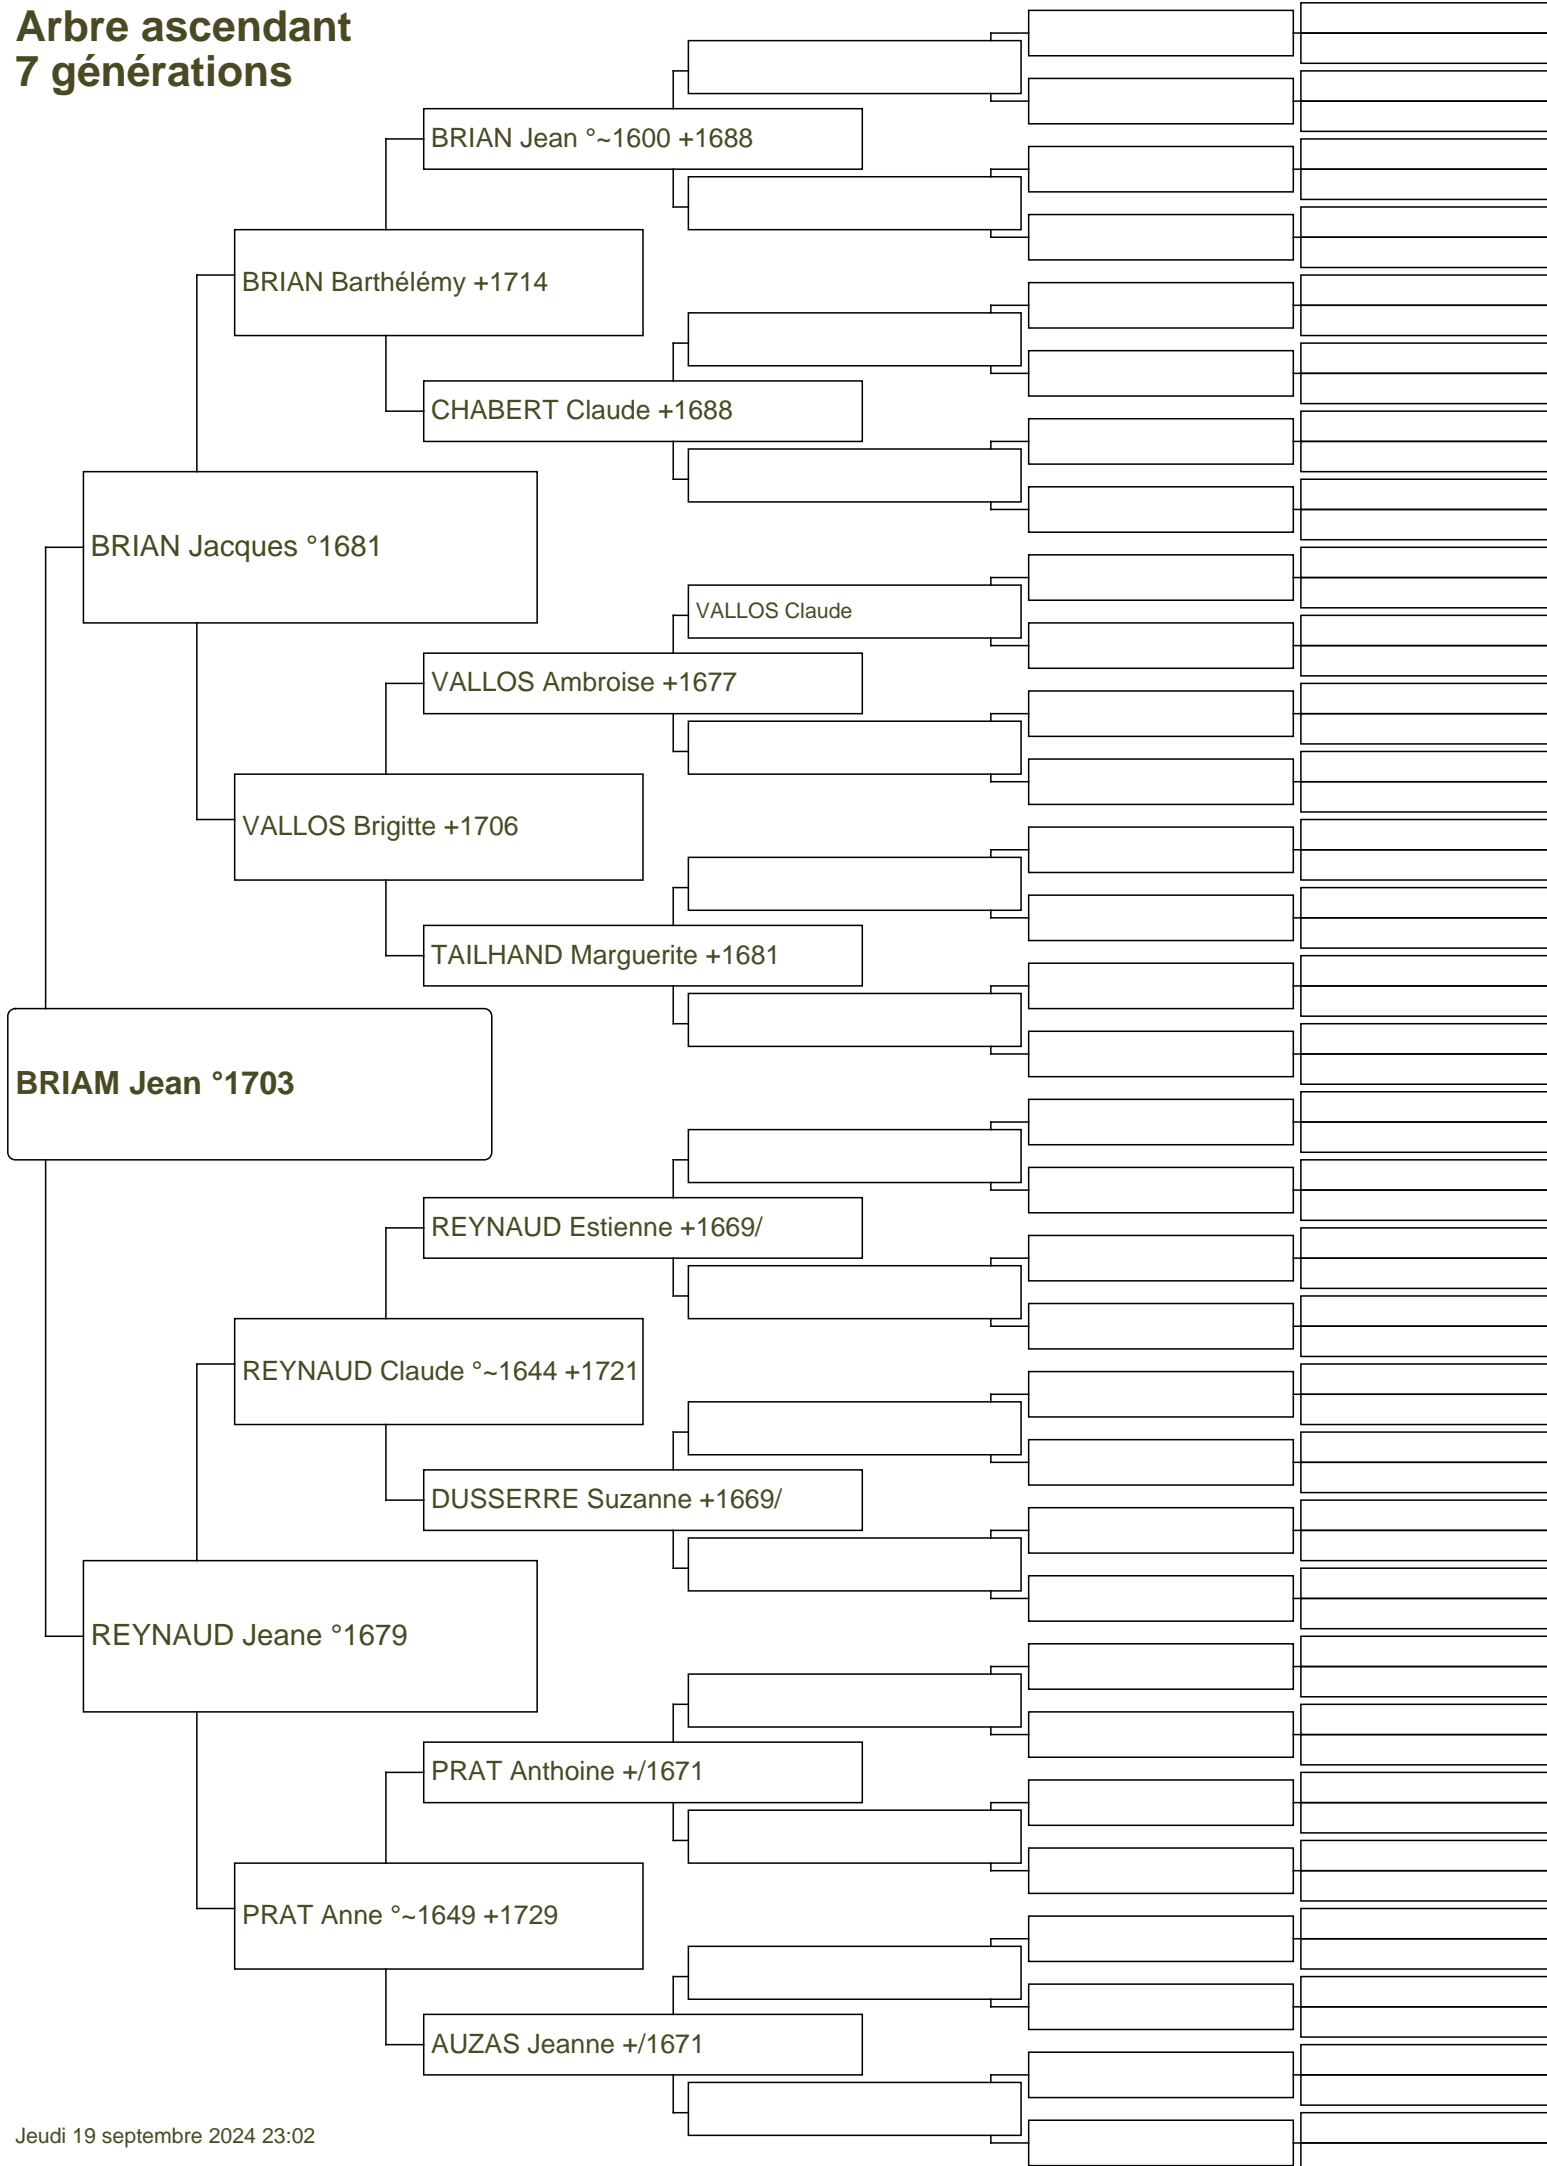 Arbre ascendant
7 générations
BRIAN Jean °~1600 +1688
BRIAN Barthélémy +1714
CHABERT Claude +1688
BRIAN Jacques °1681
VALLOS Claude
VALLOS Ambroise +1677
VALLOS Brigitte +1706
TAILHAND Marguerite +1681
BRIAM Jean °1703
REYNAUD Estienne +1669/
REYNAUD Claude °~1644 +1721
DUSSERRE Suzanne +1669/
REYNAUD Jeane °1679
PRAT Anthoine +/1671
PRAT Anne °~1649 +1729
AUZAS Jeanne +/1671
Jeudi 19 septembre 2024 23:02